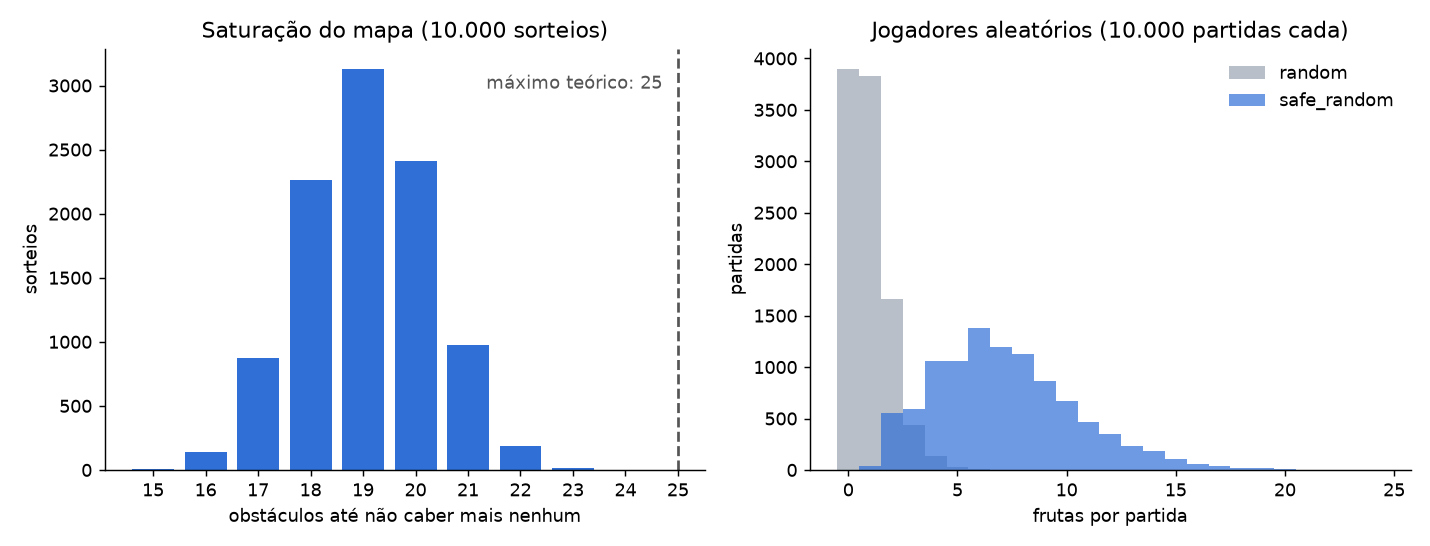 Saturação do mapa (10.000 sorteios)
máximo teórico: 25
sorteios
3000
2500
2000
1500
1000
500
0
15 16 17 18 19 20 21 22 23 24 25
obstáculos até não caber mais nenhum
Jogadores aleatórios (10.000 partidas cada)
random
safe_random
partidas
4000
3500
3000
2500
2000
1500
1000
500
0
0 5 10 15 20 25
frutas por partida